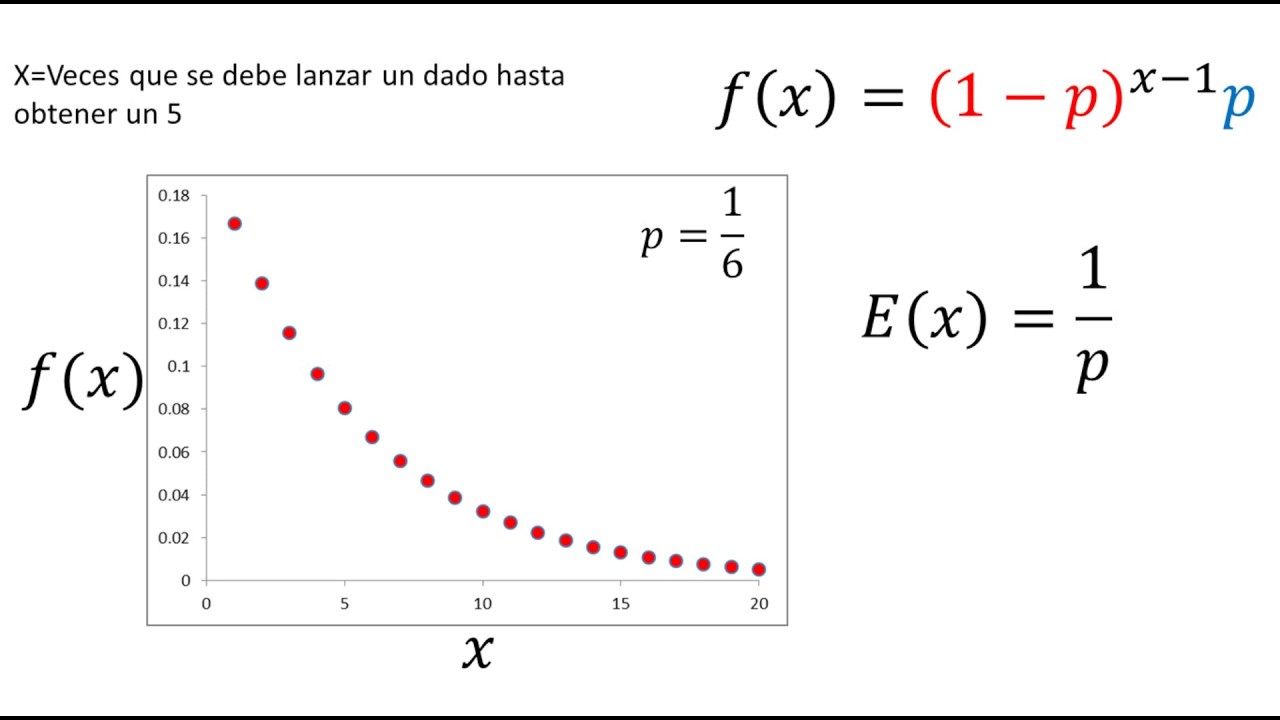 X=Veces que se debe lanzar un dado hasta
obtener un 5
f(x) = (1 − p)^{x−1}p
p = 1/6
E(x) = 1/p
f(x)
0.18
0.16
0.14
0.12
0.1
0.08
0.06
0.04
0.02
0
0 5 10 15 20
x